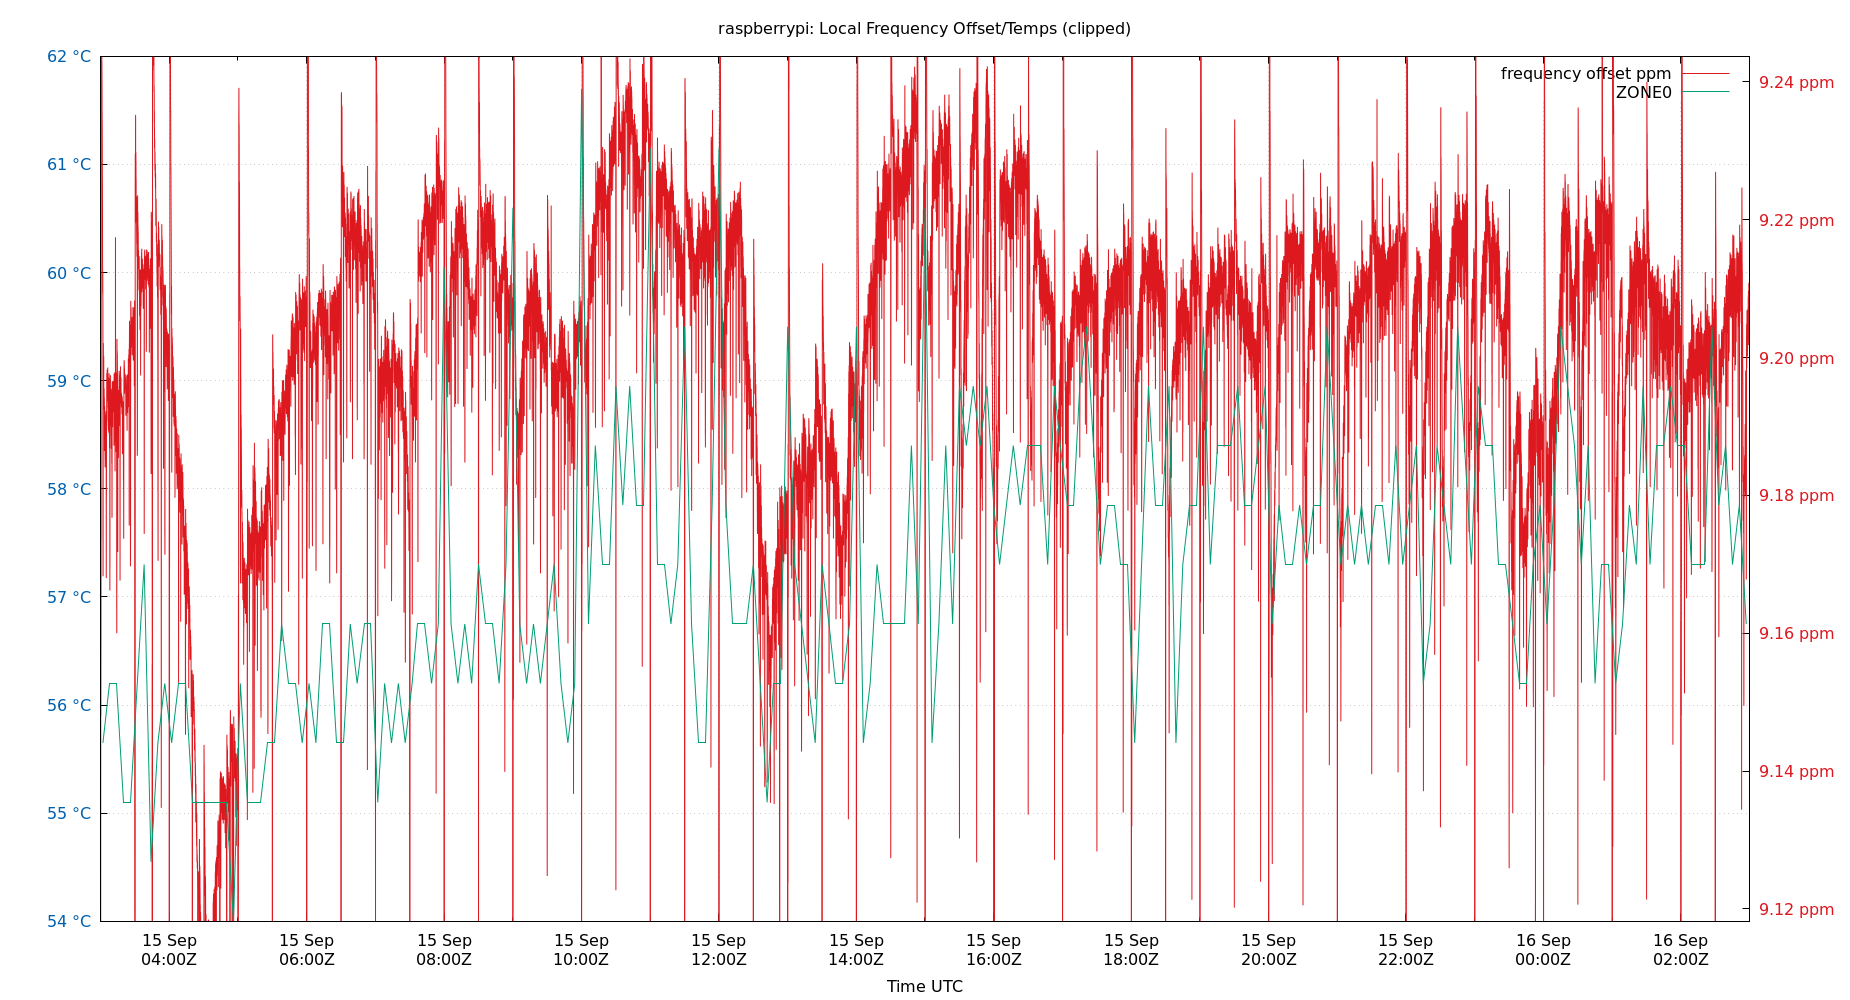 raspberrypi: Local Frequency Offset/Temps (clipped)
62 °C
61 °C
60 °C
59 °C
58 °C
57 °C
56 °C
55 °C
54 °C
frequency offset ppm
ZONE0
9.24 ppm
9.22 ppm
9.20 ppm
9.18 ppm
9.16 ppm
9.14 ppm
9.12 ppm
15 Sep
04:00Z
15 Sep
06:00Z
15 Sep
08:00Z
15 Sep
10:00Z
15 Sep
12:00Z
15 Sep
14:00Z
15 Sep
16:00Z
15 Sep
18:00Z
15 Sep
20:00Z
15 Sep
22:00Z
16 Sep
00:00Z
16 Sep
02:00Z
Time UTC